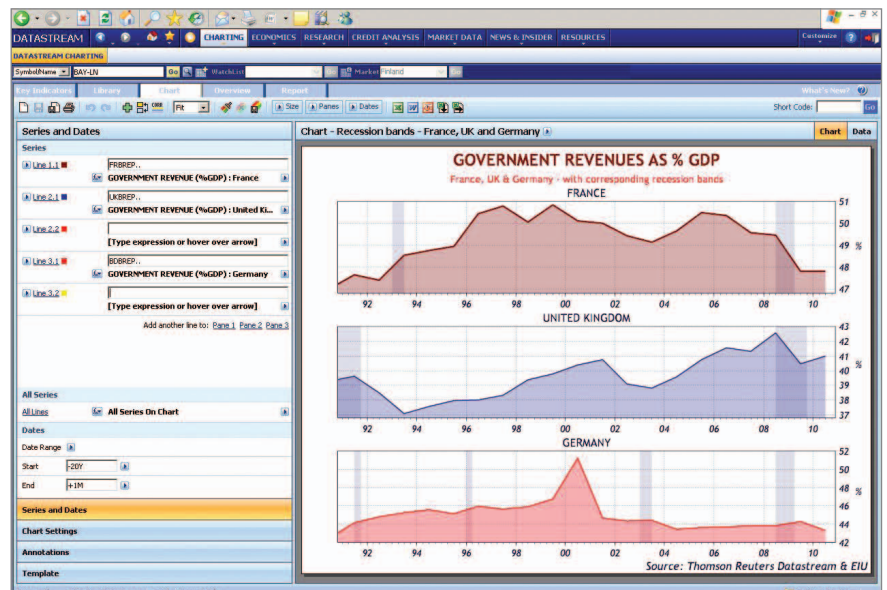 DATASTREAM CHARTING ECONOMICS RESEARCH CREDIT ANALYSIS MARKET DATA NEWS & INSIDER RESOURCES Customize
DATASTREAM CHARTING
Symbol/Name BAY-LN Go WatchList Go Market Finland Go
Key Indicators Library Chart Overview Report What's New?
Fit Size Panes Dates Short Code: Go
Series and Dates
Series
Line 1.1 FRBREP..
GOVERNMENT REVENUE (%GDP) : France
Line 2.1 UKBREP..
GOVERNMENT REVENUE (%GDP) : United Ki...
Line 2.2
[Type expression or hover over arrow]
Line 3.1 BDBREP..
GOVERNMENT REVENUE (%GDP) : Germany
Line 3.2
[Type expression or hover over arrow]
Add another line to: Pane 1 Pane 2 Pane 3
All Series
All Lines All Series On Chart
Dates
Date Range
Start -20Y
End +1M
Series and Dates
Chart Settings
Annotations
Template
Chart - Recession bands - France, UK and Germany Chart Data
GOVERNMENT REVENUES AS % GDP
France, UK & Germany - with corresponding recession bands
FRANCE
51
50
49 %
48
47
92 94 96 98 00 02 04 06 08 10
UNITED KINGDOM
43
42
41
40 %
39
38
37
92 94 96 98 00 02 04 06 08 10
GERMANY
52
50
48 %
46
44
42
92 94 96 98 00 02 04 06 08 10
Source: Thomson Reuters Datastream & EIU